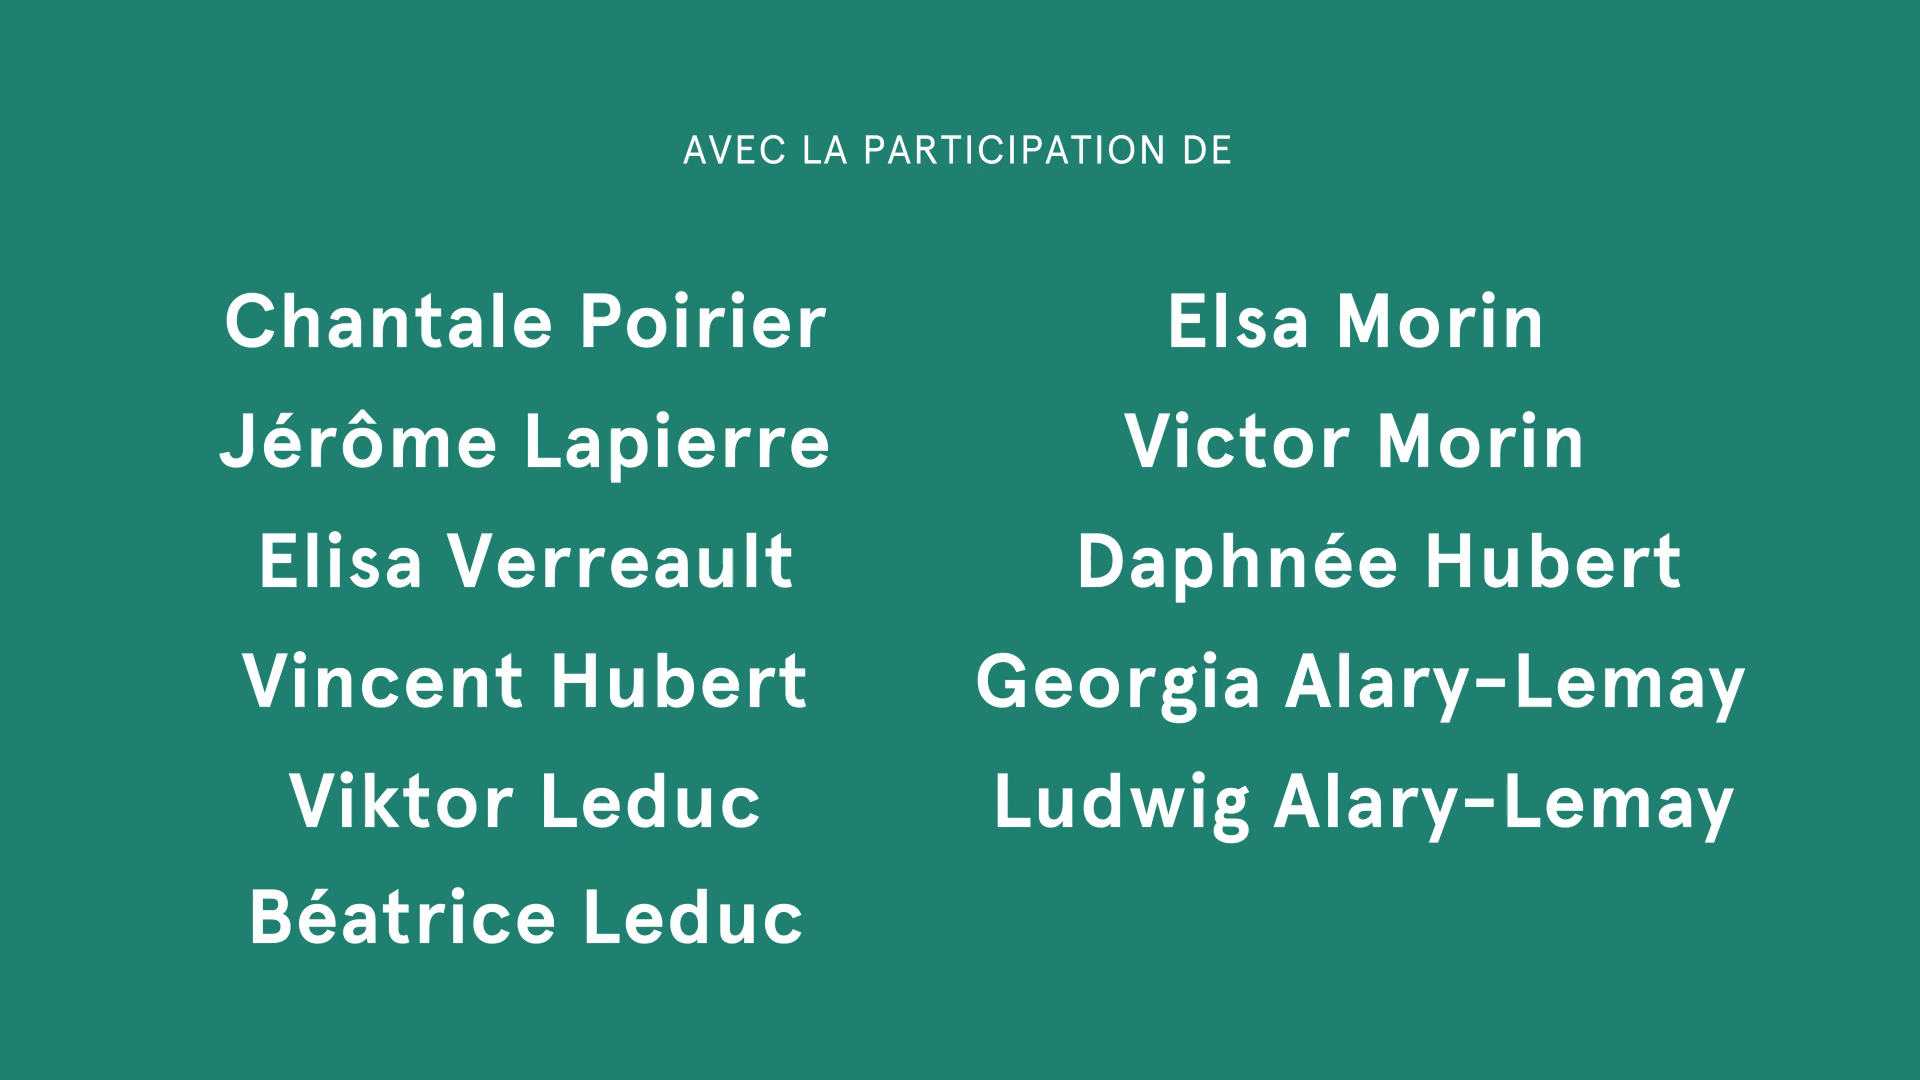 AVEC LA PARTICIPATION DE
Chantale Poirier
Jérôme Lapierre
Elisa Verreault
Vincent Hubert
Viktor Leduc
Béatrice Leduc
Elsa Morin
Victor Morin
Daphnée Hubert
Georgia Alary-Lemay
Ludwig Alary-Lemay